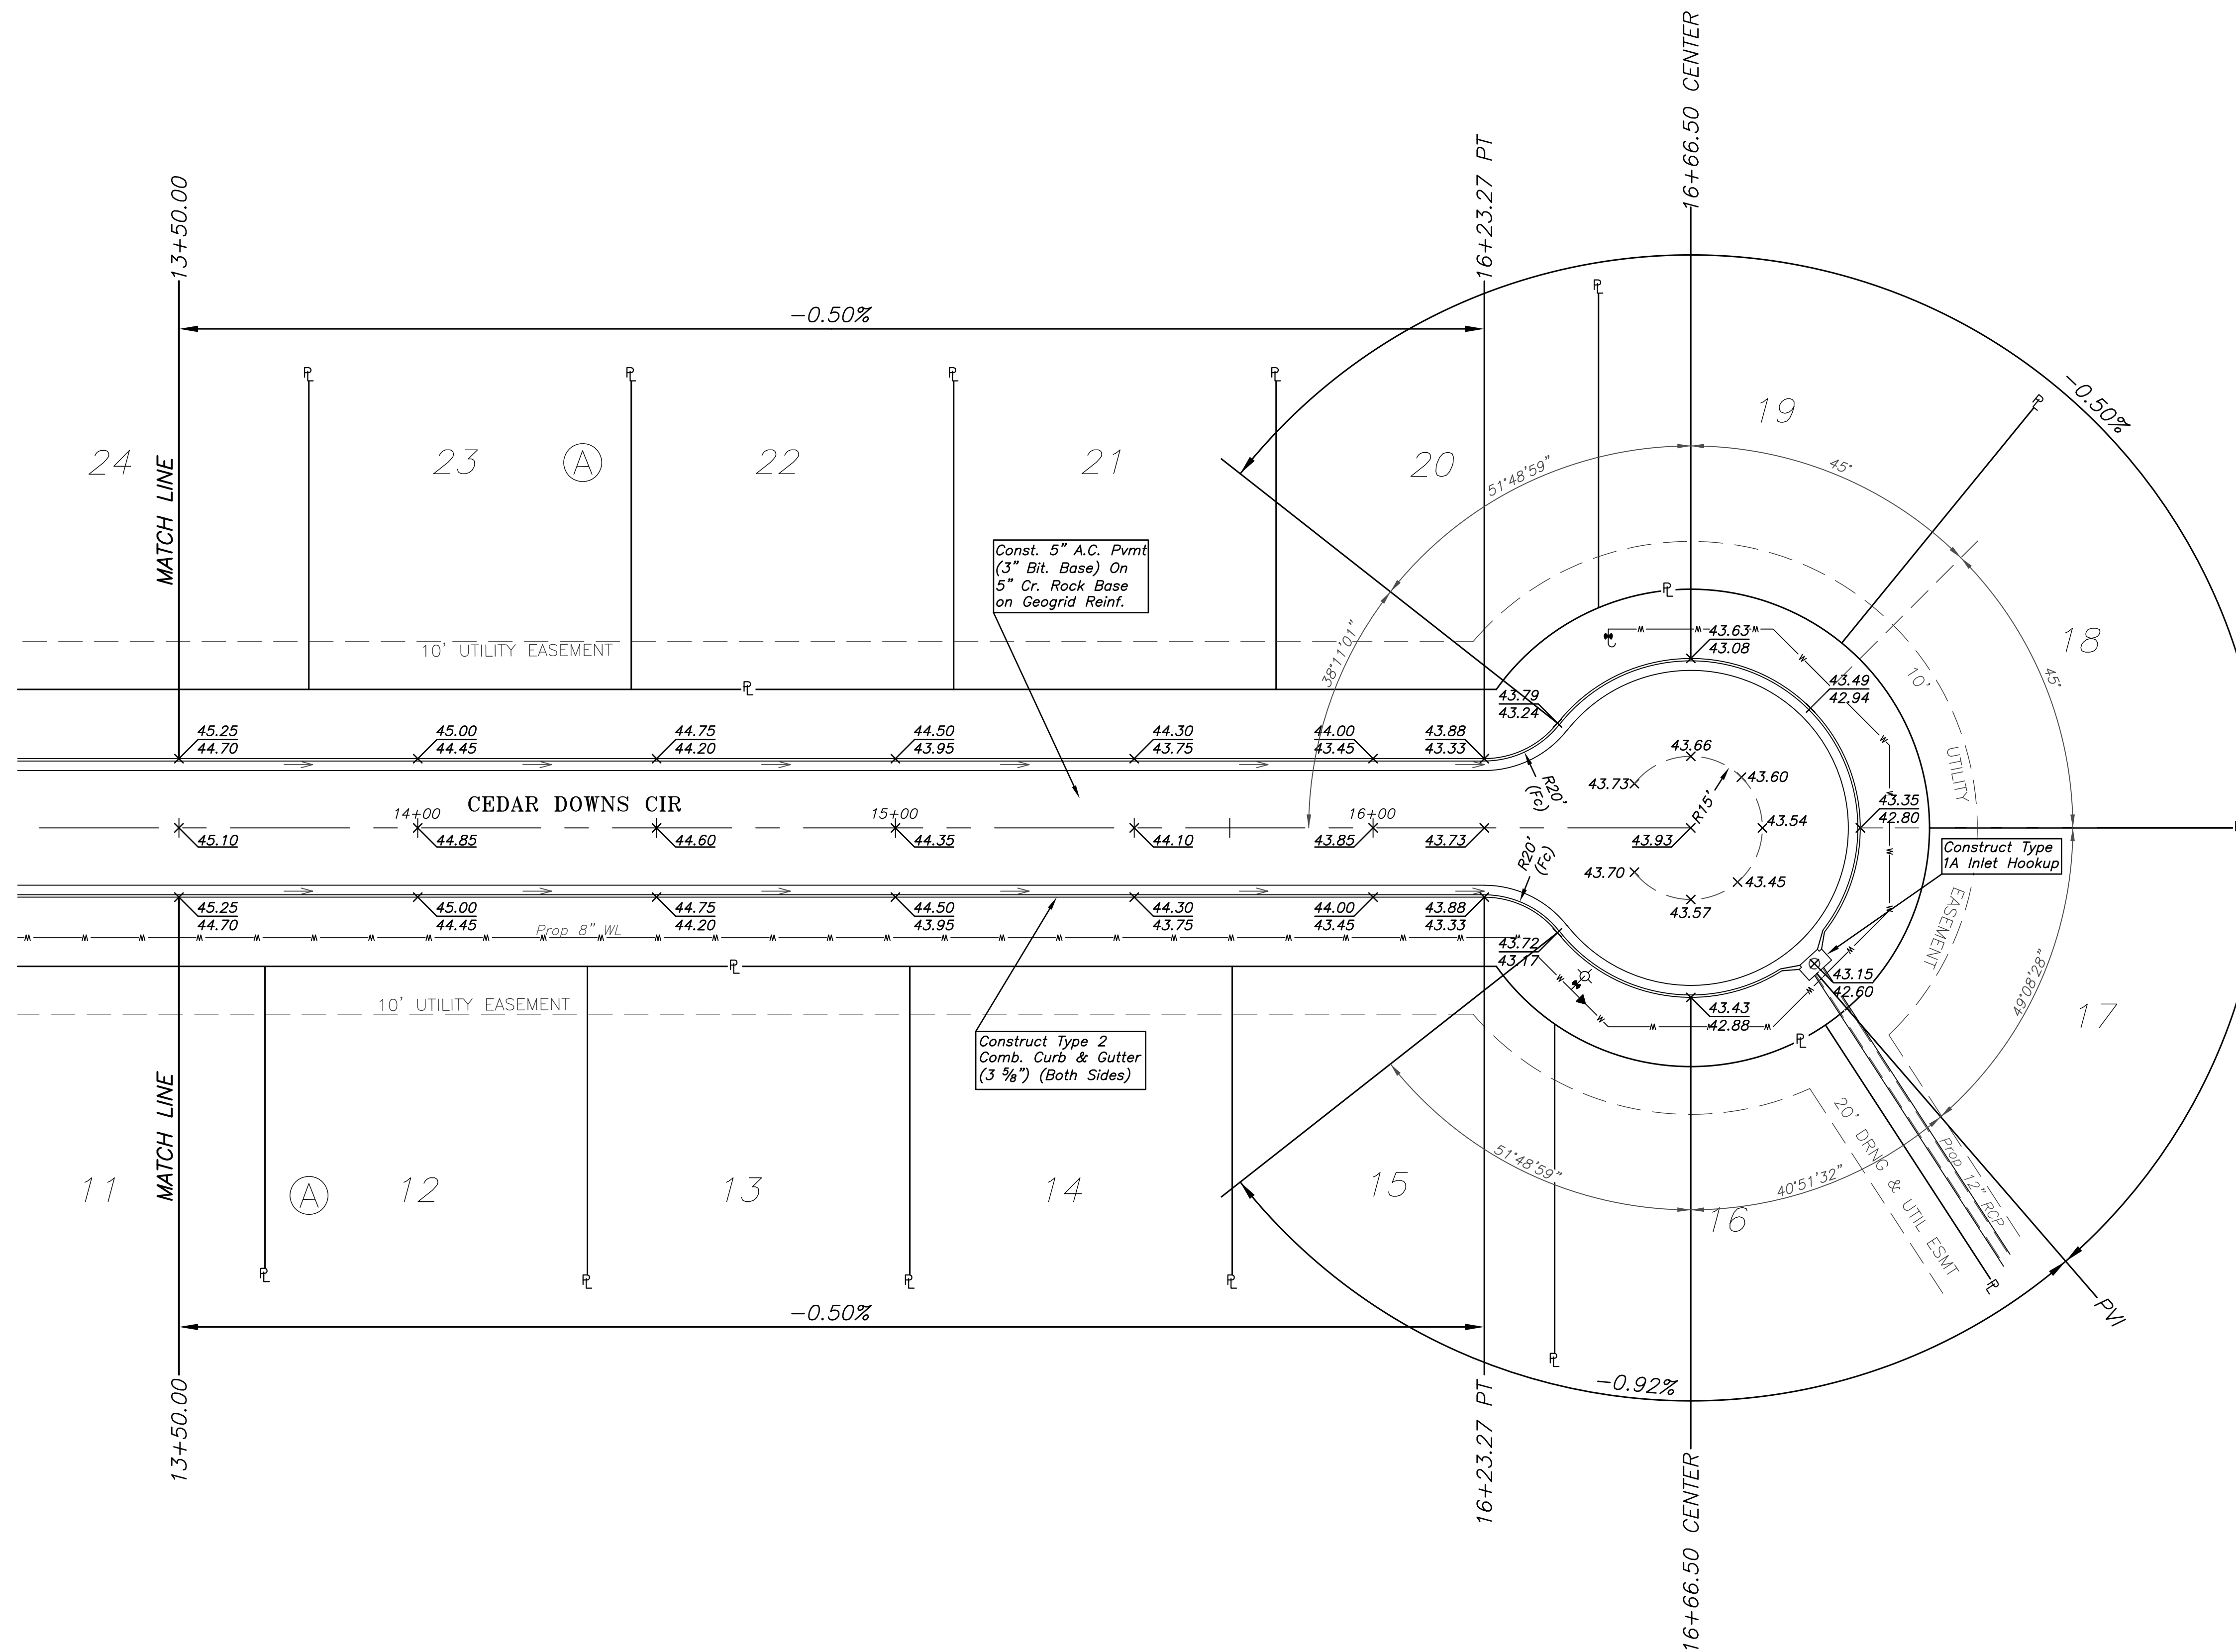 16+66.50 CENTER
16+23.27 PT
13+50.00
-0.50%
-0.50%
MATCH LINE
24
23
A
22
21
20
19
18
17
51°48'59"
45°
45°
38°11'01"
49°08'28"
Const. 5" A.C. Pvmt
(3" Bit. Base) On
5" Cr. Rock Base
on Geogrid Reinf.
10' UTILITY EASEMENT
10'
UTILITY
EASEMENT
43.63
43.08
43.49
42.94
43.79
43.24
45.25
44.70
45.00
44.45
44.75
44.20
44.50
43.95
44.30
43.75
44.00
43.45
43.88
43.33
43.66
43.73
43.60
R15'
R20'
(Fc)
43.35
42.80
CEDAR DOWNS CIR
14+00
15+00
16+00
45.10
44.85
44.60
44.35
44.10
43.85
43.73
43.93
43.54
R20'
(Fc)
43.70
43.45
43.57
Construct Type
1A Inlet Hookup
45.25
44.70
45.00
44.45
44.75
44.20
44.50
43.95
44.30
43.75
44.00
43.45
43.88
43.33
Prop 8" WL
43.72
43.17
43.15
42.60
43.43
42.88
10' UTILITY EASEMENT
Construct Type 2
Comb. Curb & Gutter
(3 ⅝") (Both Sides)
MATCH LINE
11
A
12
13
14
15
16
51°48'59"
40°51'32"
20' DRNG & UTIL ESMT
Prop 12" RCP
PVI
-0.50%
-0.92%
13+50.00
16+23.27 PT
16+66.50 CENTER